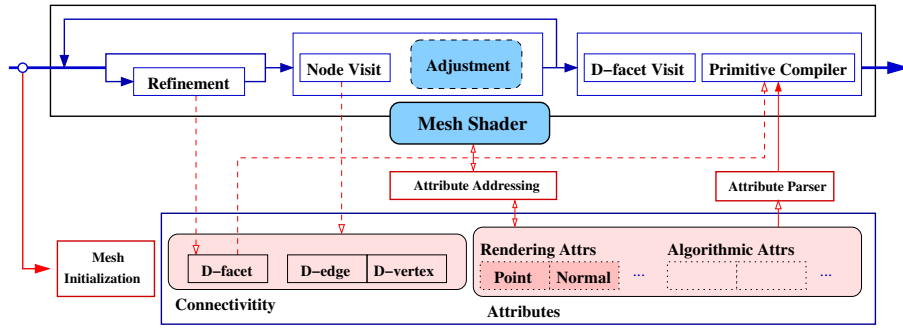 Node Visit
Adjustment
D-facet Visit
Primitive Compiler
Refinement
Mesh Shader
Attribute Addressing
Attribute Parser
Mesh
Initialization
Rendering Attrs
Algorithmic Attrs
D-facet
D-edge
D-vertex
Point
Normal
...
...
Connectivitity
Attributes